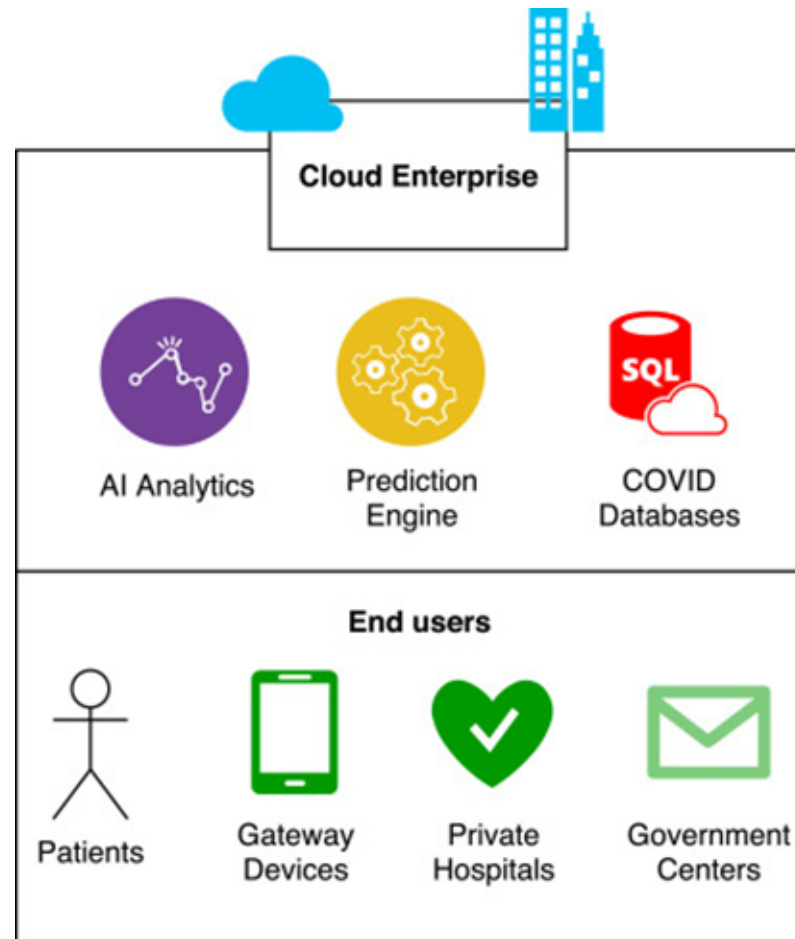 Cloud Enterprise
SQL
AI Analytics
Prediction
Engine
COVID
Databases
End users
Patients
Gateway
Devices
Private
Hospitals
Government
Centers